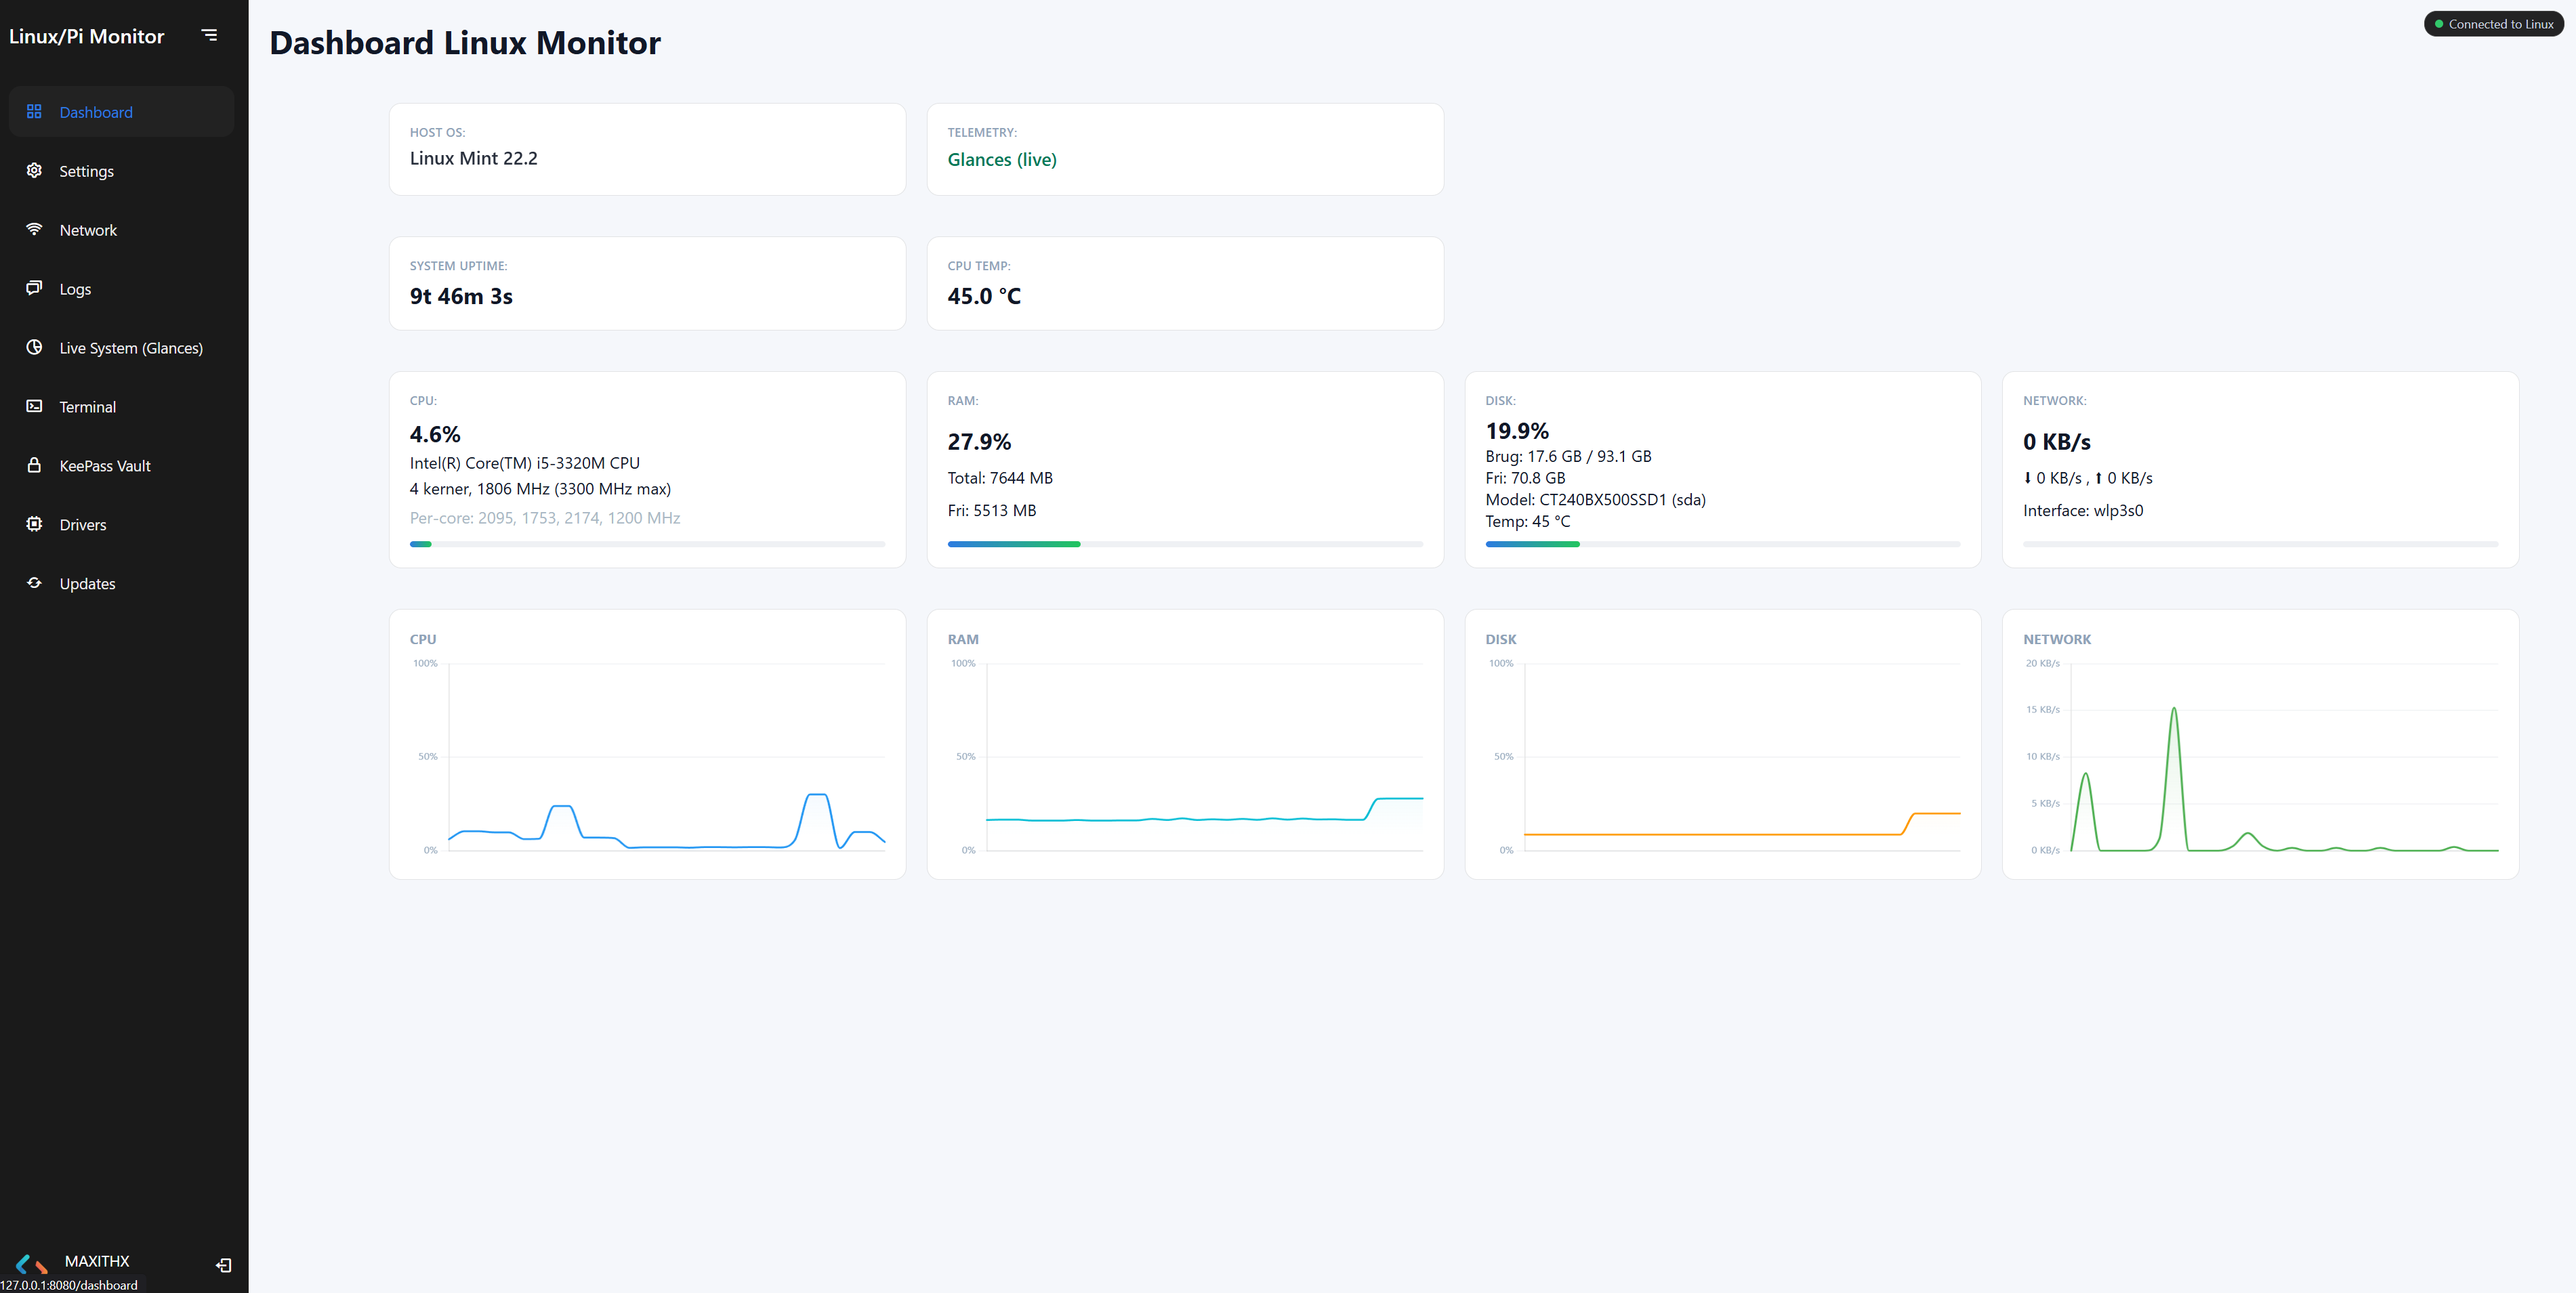 Linux/Pi Monitor
Dashboard
Settings
Network
Logs
Live System (Glances)
Terminal
KeePass Vault
Drivers
Updates
MAXITHX
127.0.0.1:8080/dashboard
Dashboard Linux Monitor
Connected to Linux
HOST OS:
Linux Mint 22.2
TELEMETRY:
Glances (live)
SYSTEM UPTIME:
9t 46m 3s
CPU TEMP:
45.0 °C
CPU:
4.6%
Intel(R) Core(TM) i5-3320M CPU
4 kerner, 1806 MHz (3300 MHz max)
Per-core: 2095, 1753, 2174, 1200 MHz
RAM:
27.9%
Total: 7644 MB
Fri: 5513 MB
DISK:
19.9%
Brug: 17.6 GB / 93.1 GB
Fri: 70.8 GB
Model: CT240BX500SSD1 (sda)
Temp: 45 °C
NETWORK:
0 KB/s
⬇ 0 KB/s , ⬆ 0 KB/s
Interface: wlp3s0
CPU
100%
50%
0%
RAM
100%
50%
0%
DISK
100%
50%
0%
NETWORK
20 KB/s
15 KB/s
10 KB/s
5 KB/s
0 KB/s